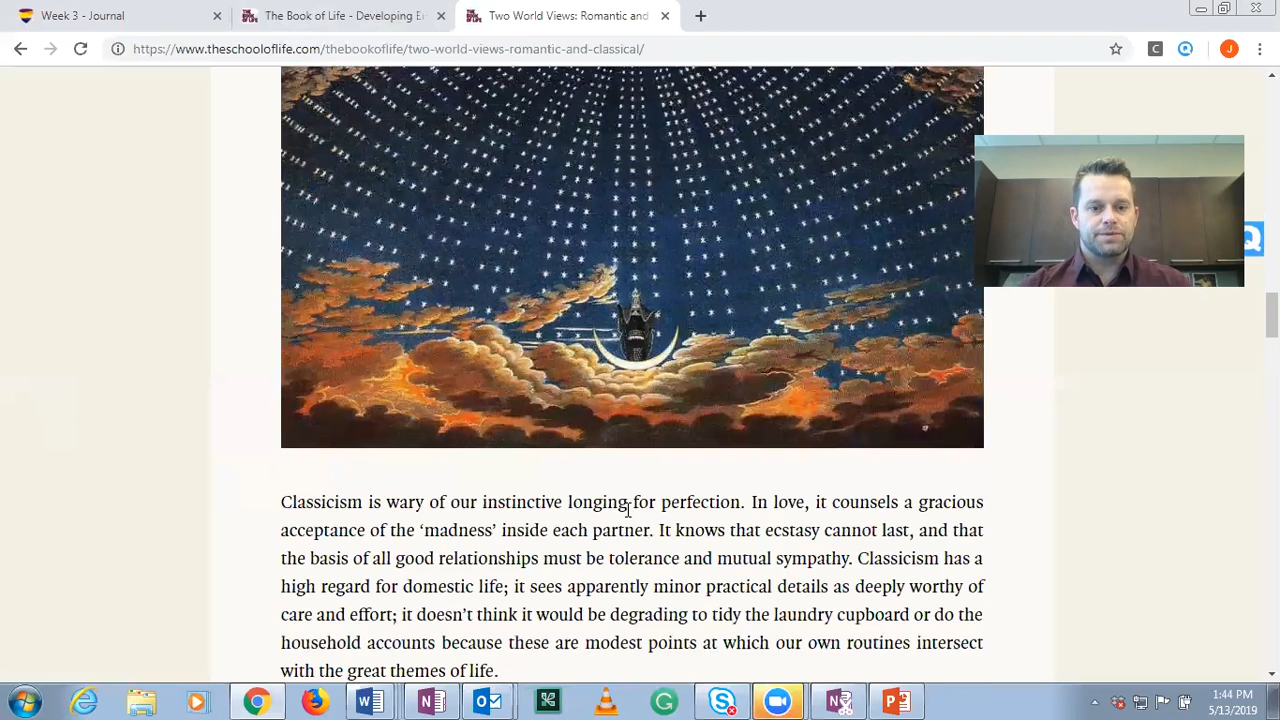 Week 3 - Journal
The Book of Life - Developing E
Two World Views: Romantic and
https://www.theschooloflife.com/thebookoflife/two-world-views-romantic-and-classical/
C
Q
J
Q
Classicism is wary of our instinctive longing for perfection. In love, it counsels a gracious
acceptance of the ‘madness’ inside each partner. It knows that ecstasy cannot last, and that
the basis of all good relationships must be tolerance and mutual sympathy. Classicism has a
high regard for domestic life; it sees apparently minor practical details as deeply worthy of
care and effort; it doesn’t think it would be degrading to tidy the laundry cupboard or do the
household accounts because these are modest points at which our own routines intersect
with the great themes of life.
1:44 PM
5/13/2019